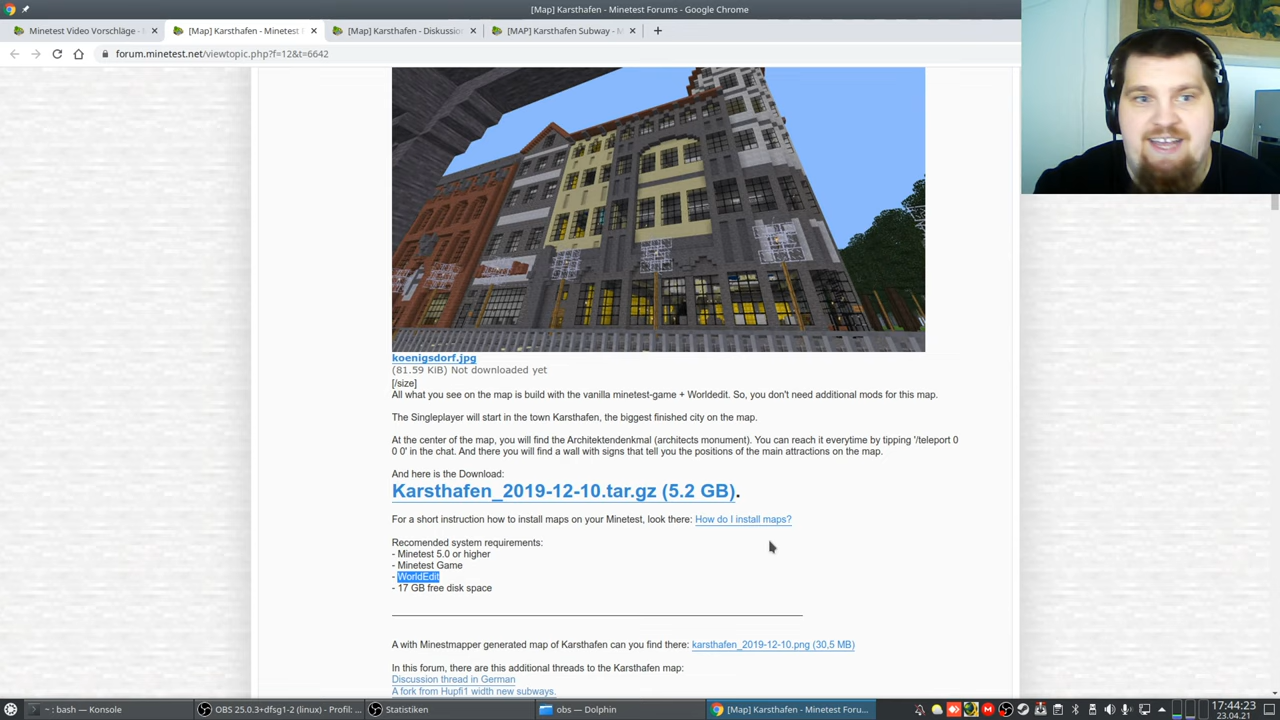 [Map] Karsthafen - Minetest Forums - Google Chrome
Minetest Video Vorschläge - 
[Map] Karsthafen - Minetest
[Map] Karsthafen - Diskussion
[MAP] Karsthafen Subway - M
forum.minetest.net/viewtopic.php?f=12&t=6642
koenigsdorf.jpg
(81.59 KiB) Not downloaded yet
[/size]
All what you see on the map is build with the vanilla minetest-game + Worldedit. So, you don't need additional mods for this map.
The Singleplayer will start in the town Karsthafen, the biggest finished city on the map.
At the center of the map, you will find the Architektendenkmal (architects monument). You can reach it everytime by tipping '/teleport 0
0 0' in the chat. And there you will find a wall with signs that tell you the positions of the main attractions on the map.
And here is the Download:
Karsthafen_2019-12-10.tar.gz (5.2 GB).
For a short instruction how to install maps on your Minetest, look there: How do I install maps?
Recomended system requirements:
- Minetest 5.0 or higher
- Minetest Game
- WorldEdit
- 17 GB free disk space
A with Minestmapper generated map of Karsthafen can you find there: karsthafen_2019-12-10.png (30,5 MB)
In this forum, there are this additional threads to the Karsthafen map:
Discussion thread in German
A fork from Hupfi1 width new subways.
~ : bash — Konsole
OBS 25.0.3+dfsg1-2 (linux) - Profil: ...
Statistiken
obs — Dolphin
[Map] Karsthafen - Minetest Foru...
17:44:23
23.04.21